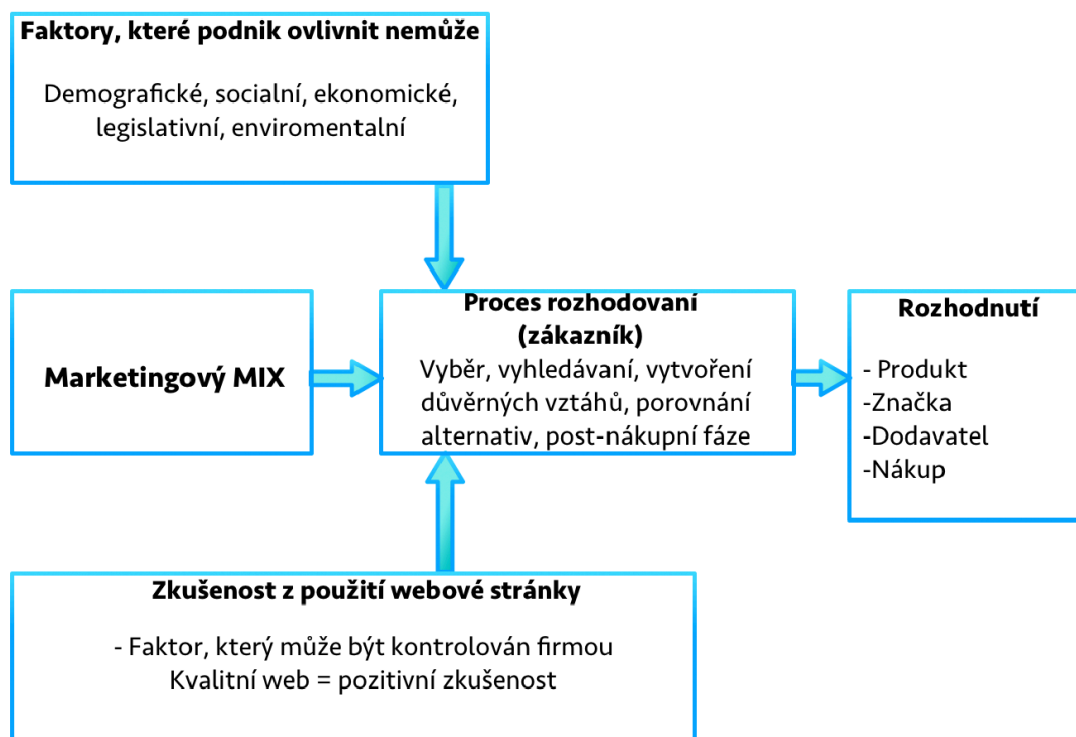 Faktory, které podnik ovlivnit nemůže
Demografické, socialní, ekonomické,
legislativní, enviromentalní
Marketingový MIX
Proces rozhodovaní
(zákazník)
Vyběr, vyhledávaní, vytvoření
důvěrných vztáhů, porovnání
alternativ, post-nákupní fáze
Rozhodnutí
- Produkt
-Značka
-Dodavatel
-Nákup
Zkušenost z použití webové stránky
- Faktor, který může být kontrolován firmou
Kvalitní web = pozitivní zkušenost